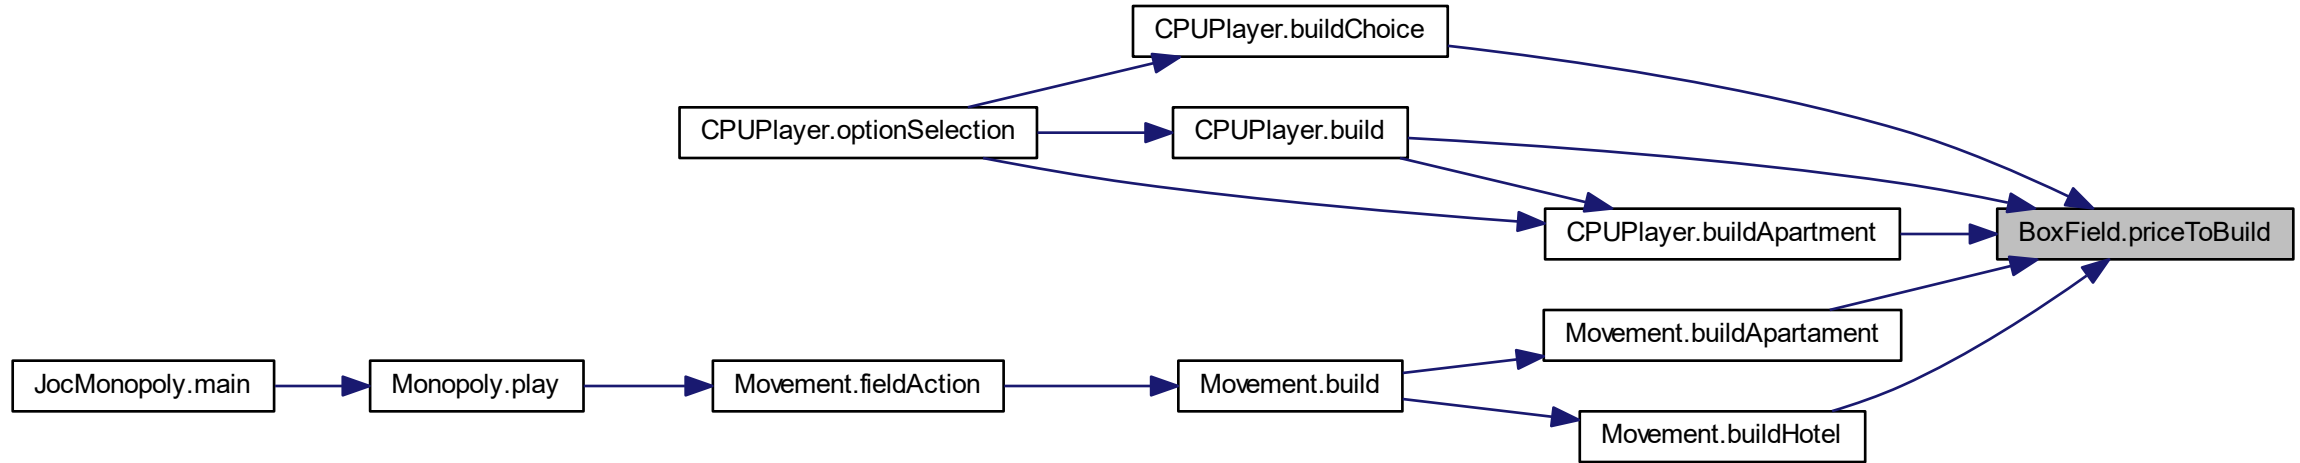 CPUPlayer.buildChoice
CPUPlayer.optionSelection
CPUPlayer.build
CPUPlayer.buildApartment
BoxField.priceToBuild
Movement.buildApartament
JocMonopoly.main
Monopoly.play
Movement.fieldAction
Movement.build
Movement.buildHotel